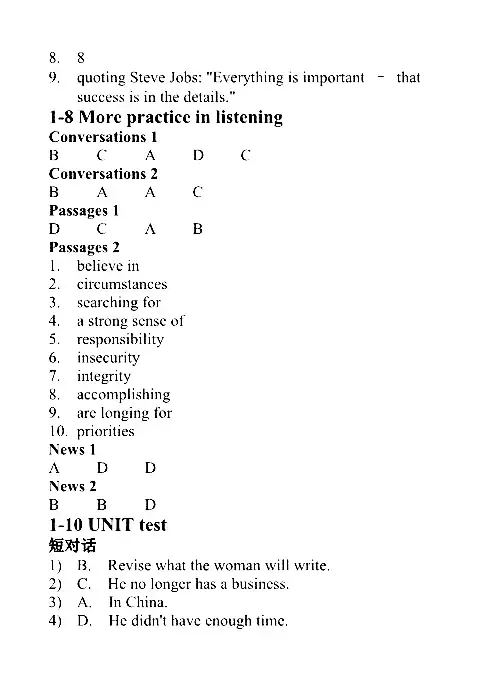 8. 8
9. quoting Steve Jobs: "Everything is important – that
success is in the details."
1-8 More practice in listening
Conversations 1
B C A D C
Conversations 2
B A A C
Passages 1
D C A B
Passages 2
1. believe in
2. circumstances
3. searching for
4. a strong sense of
5. responsibility
6. insecurity
7. integrity
8. accomplishing
9. are longing for
10. priorities
News 1
A D D
News 2
B B D
1-10 UNIT test
短对话
1) B. Revise what the woman will write.
2) C. He no longer has a business.
3) A. In China.
4) D. He didn't have enough time.